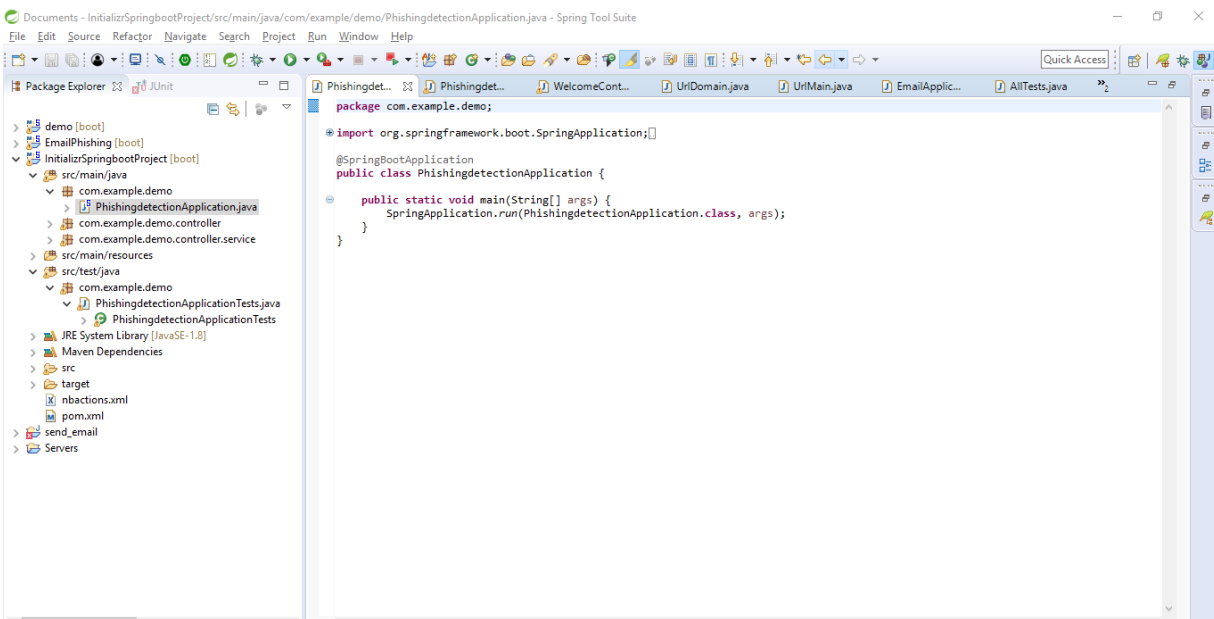 Documents - InitializrSpringbootProject/src/main/java/com/example/demo/PhishingdetectionApplication.java - Spring Tool Suite
File Edit Source Refactor Navigate Search Project Run Window Help
Quick Access
Package Explorer JUnit
Phishingdet... Phishingdet... WelcomeCont... UrlDomain.java UrlMain.java EmailApplic... AllTests.java »2
demo [boot]
EmailPhishing [boot]
InitializrSpringbootProject [boot]
src/main/java
com.example.demo
PhishingdetectionApplication.java
com.example.demo.controller
com.example.demo.controller.service
src/main/resources
src/test/java
com.example.demo
PhishingdetectionApplicationTests.java
PhishingdetectionApplicationTests
JRE System Library [JavaSE-1.8]
Maven Dependencies
src
target
nbactions.xml
pom.xml
send_email
Servers
package com.example.demo;
import org.springframework.boot.SpringApplication;
@SpringBootApplication
public class PhishingdetectionApplication {
public static void main(String[] args) {
SpringApplication.run(PhishingdetectionApplication.class, args);
}
}